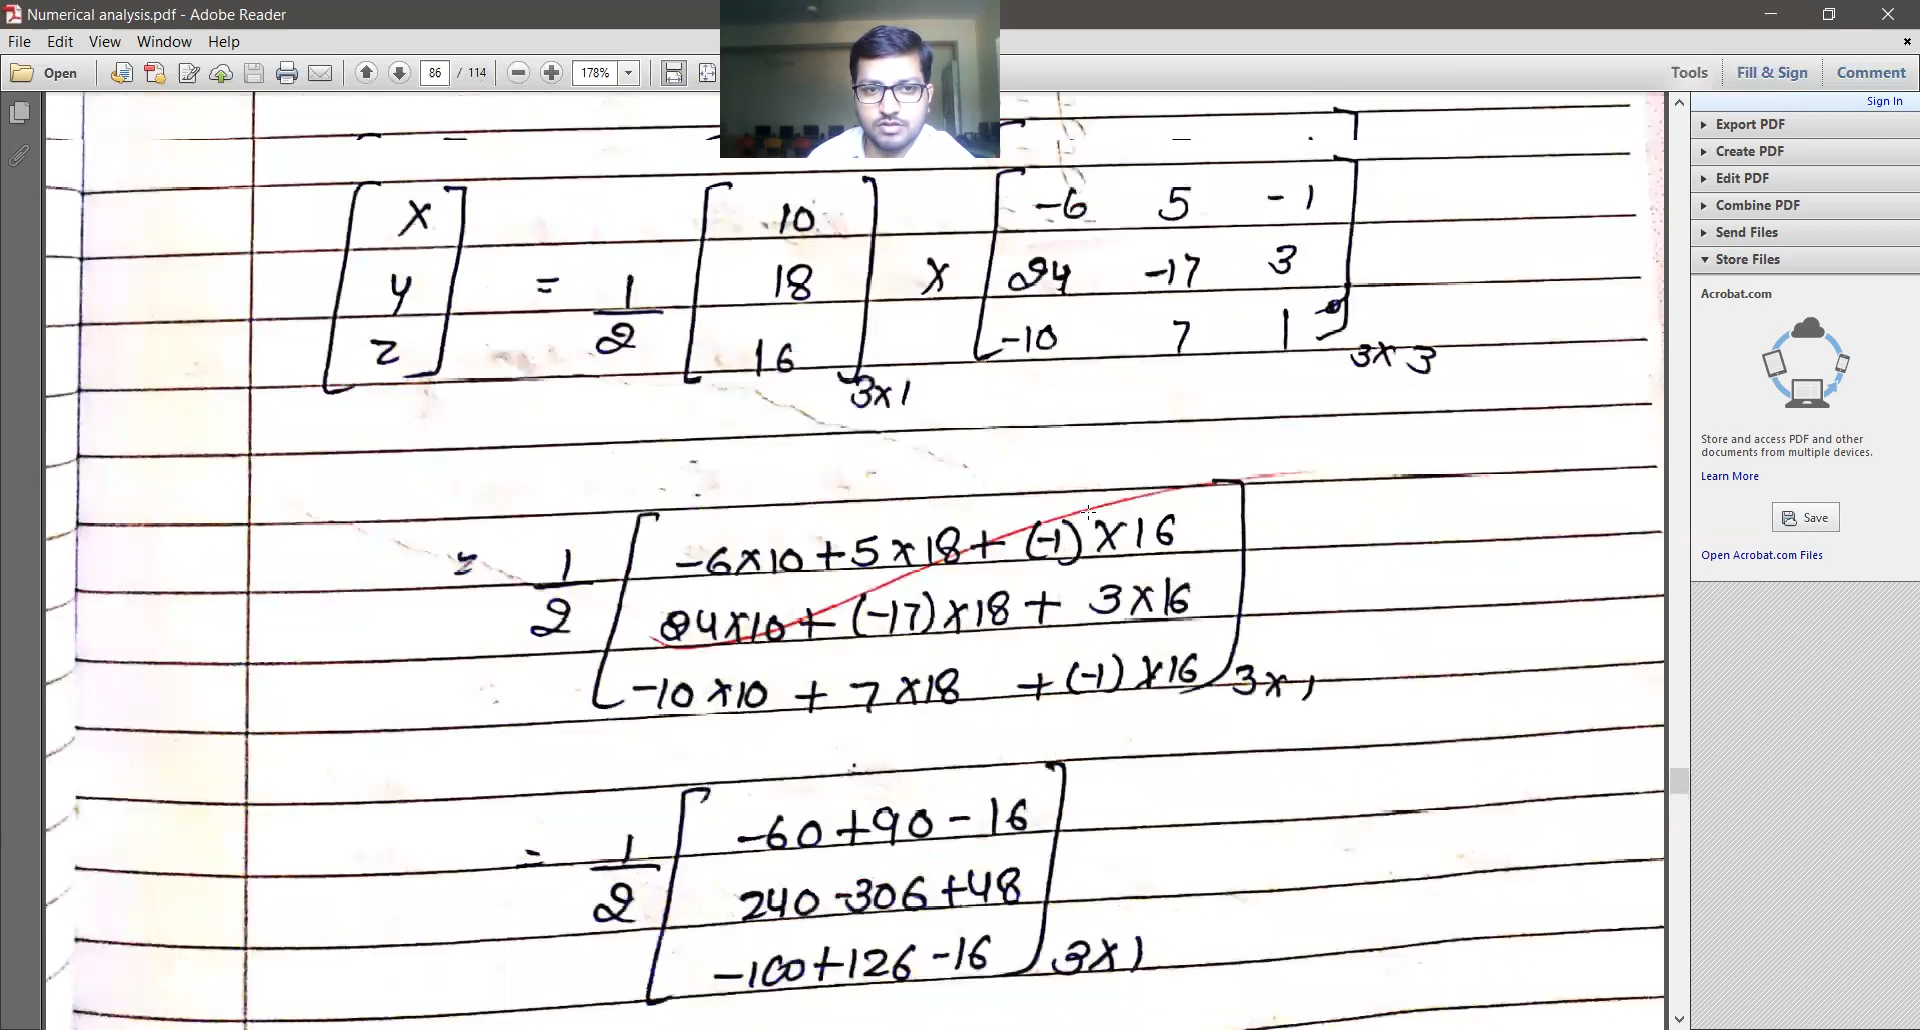 Numerical analysis.pdf - Adobe Reader
File Edit View Window Help
Open 86 / 114 178% Tools Fill & Sign Comment
Sign In
Export PDF
Create PDF
Edit PDF
Combine PDF
Send Files
Store Files
Acrobat.com
Store and access PDF and other
documents from multiple devices.
Learn More
Save
Open Acrobat.com Files
x 10 -6 5 -1
y = 1/2 18 x 24 -17 3
z 16 3x1 -10 7 1 3x3
= 1/2
-6x10 + 5x18 + (-1) x 16
24x10 + (-17) x18 + 3x16
-10x10 + 7x18 + (-1) x16 3x1
= 1/2
-60+90-16
240-306+48
-100+126-16 3x1